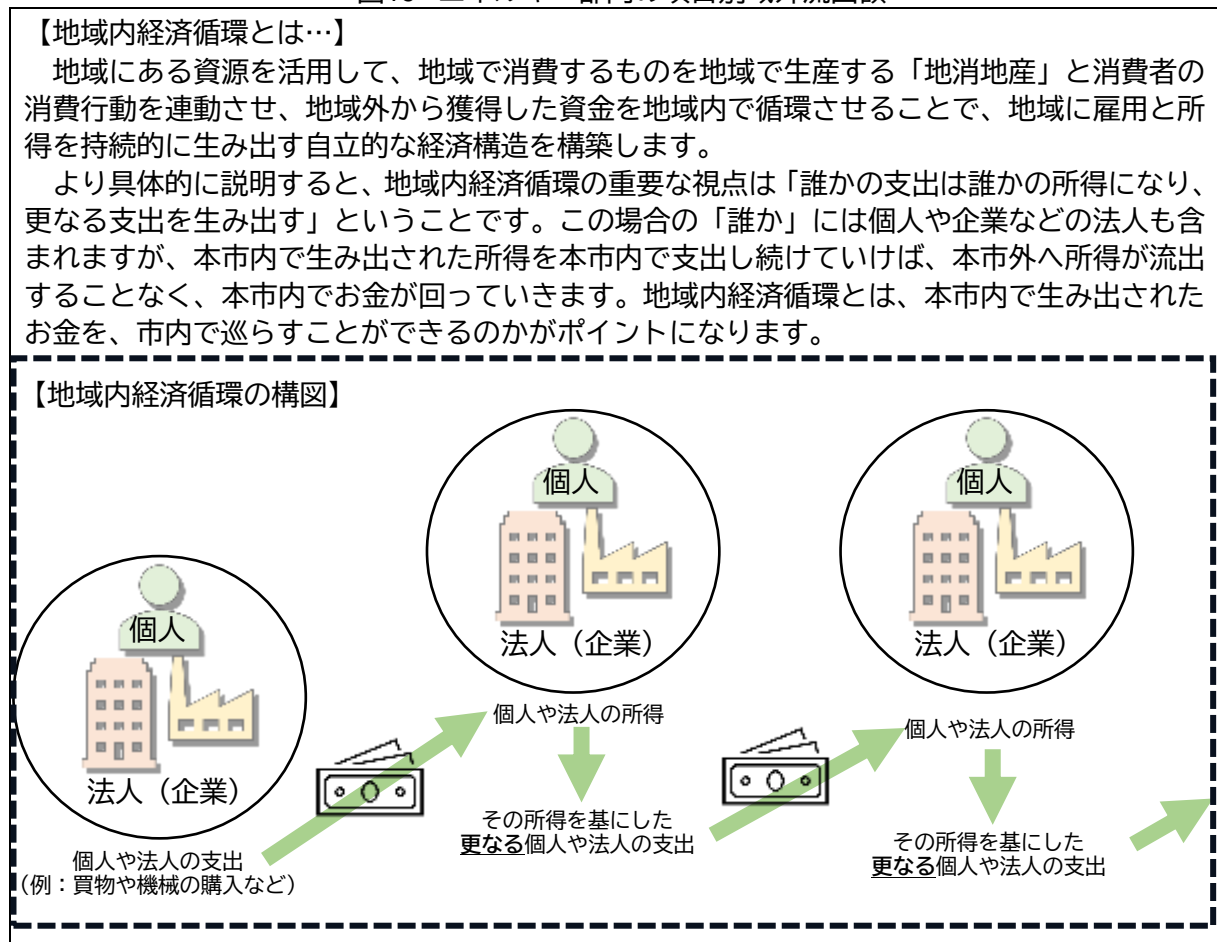 【地域内経済循環とは…】
地域にある資源を活用して、地域で消費するものを地域で生産する「地消地産」と消費者の
消費行動を連動させ、地域外から獲得した資金を地域内で循環させることで、地域に雇用と所
得を持続的に生み出す自立的な経済構造を構築します。
より具体的に説明すると、地域内経済循環の重要な視点は「誰かの支出は誰かの所得になり、
更なる支出を生み出す」ということです。この場合の「誰か」には個人や企業などの法人も含
まれますが、本市内で生み出された所得を本市内で支出し続けていけば、本市外へ所得が流出
することなく、本市内でお金が回っていきます。地域内経済循環とは、本市内で生み出された
お金を、市内で巡らすことができるのかがポイントになります。
【地域内経済循環の構図】
個人
法人（企業）
個人や法人の支出
（例：買物や機械の購入など）
個人
法人（企業）
個人や法人の所得
その所得を基にした
更なる個人や法人の支出
個人
法人（企業）
個人や法人の所得
その所得を基にした
更なる個人や法人の支出